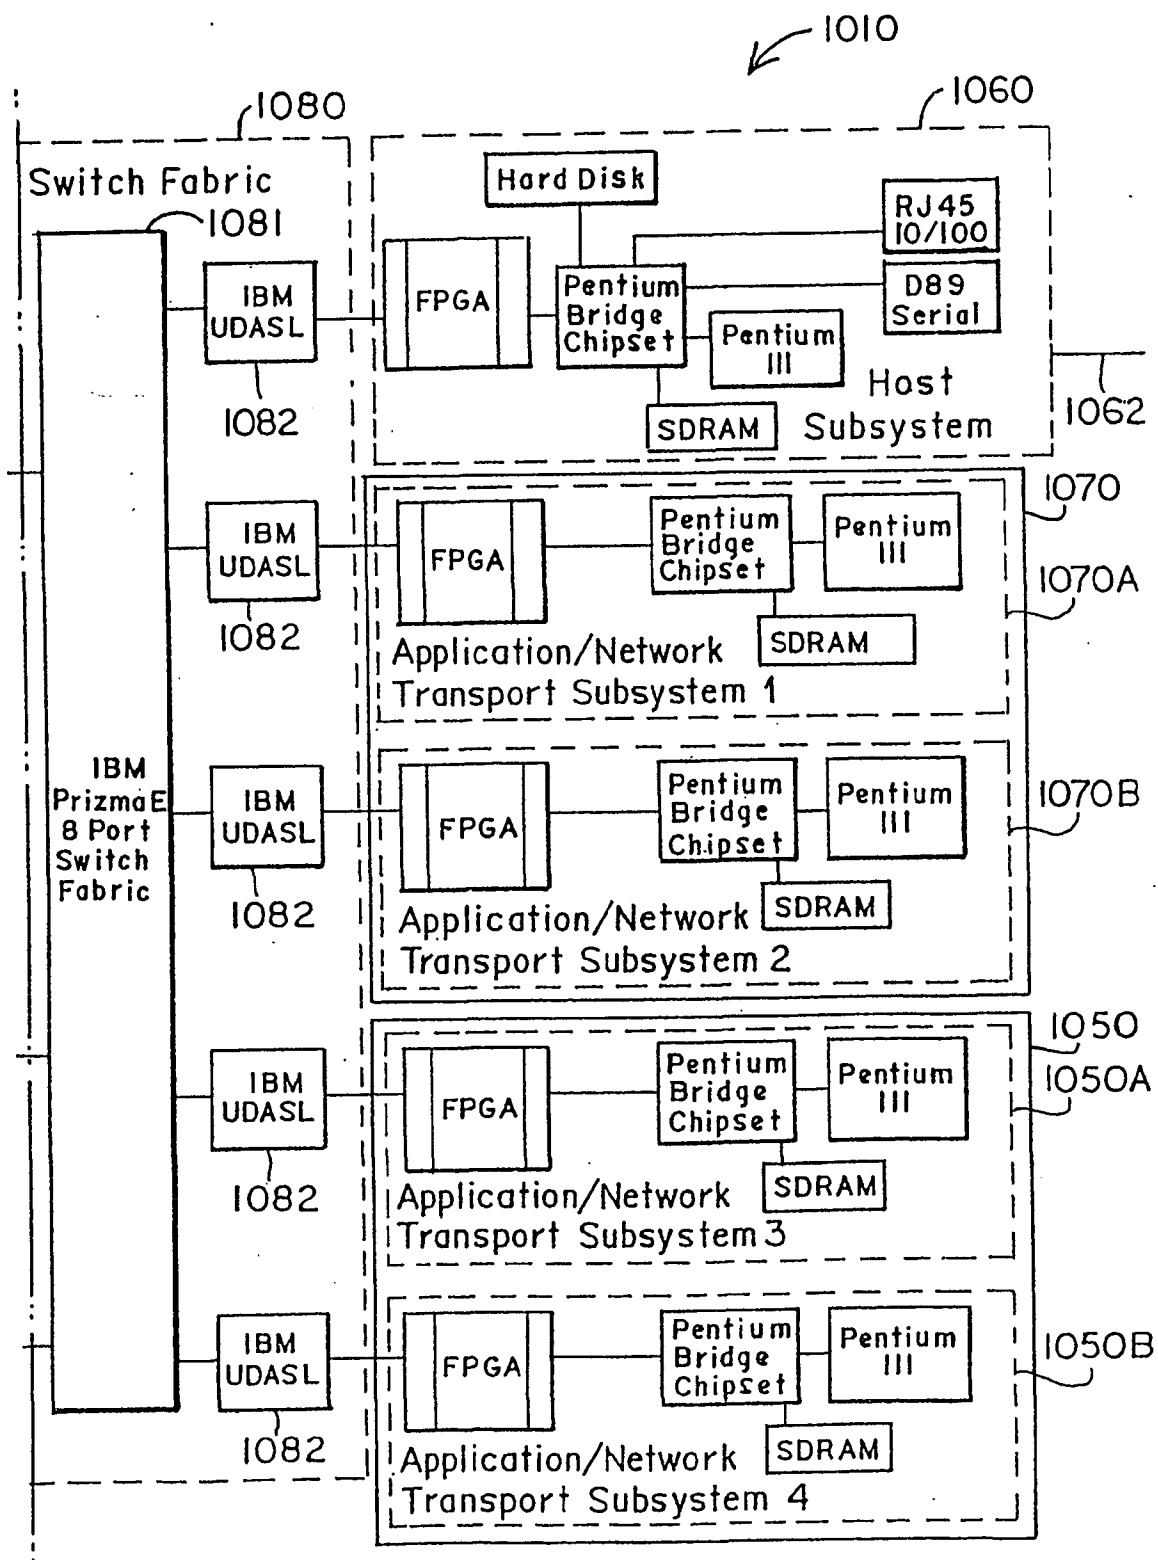 1010
1080
1060
Switch Fabric
1081
Hard Disk
RJ45
10/100
IBM
UDASL
FPGA
Pentium
Bridge
Chipset
D89
Serial
Pentium
III
1082
SDRAM
Host
Subsystem
1062
1070
IBM
UDASL
FPGA
Pentium
Bridge
Chipset
Pentium
III
1070A
1082
SDRAM
Application/Network
Transport Subsystem 1
IBM
PrizmaE
8 Port
Switch
Fabric
IBM
UDASL
FPGA
Pentium
Bridge
Chipset
Pentium
III
1070B
1082
SDRAM
Application/Network
Transport Subsystem 2
1050
IBM
UDASL
FPGA
Pentium
Bridge
Chipset
Pentium
III
1050A
1082
SDRAM
Application/Network
Transport Subsystem 3
IBM
UDASL
FPGA
Pentium
Bridge
Chipset
Pentium
III
1050B
1082
SDRAM
Application/Network
Transport Subsystem 4